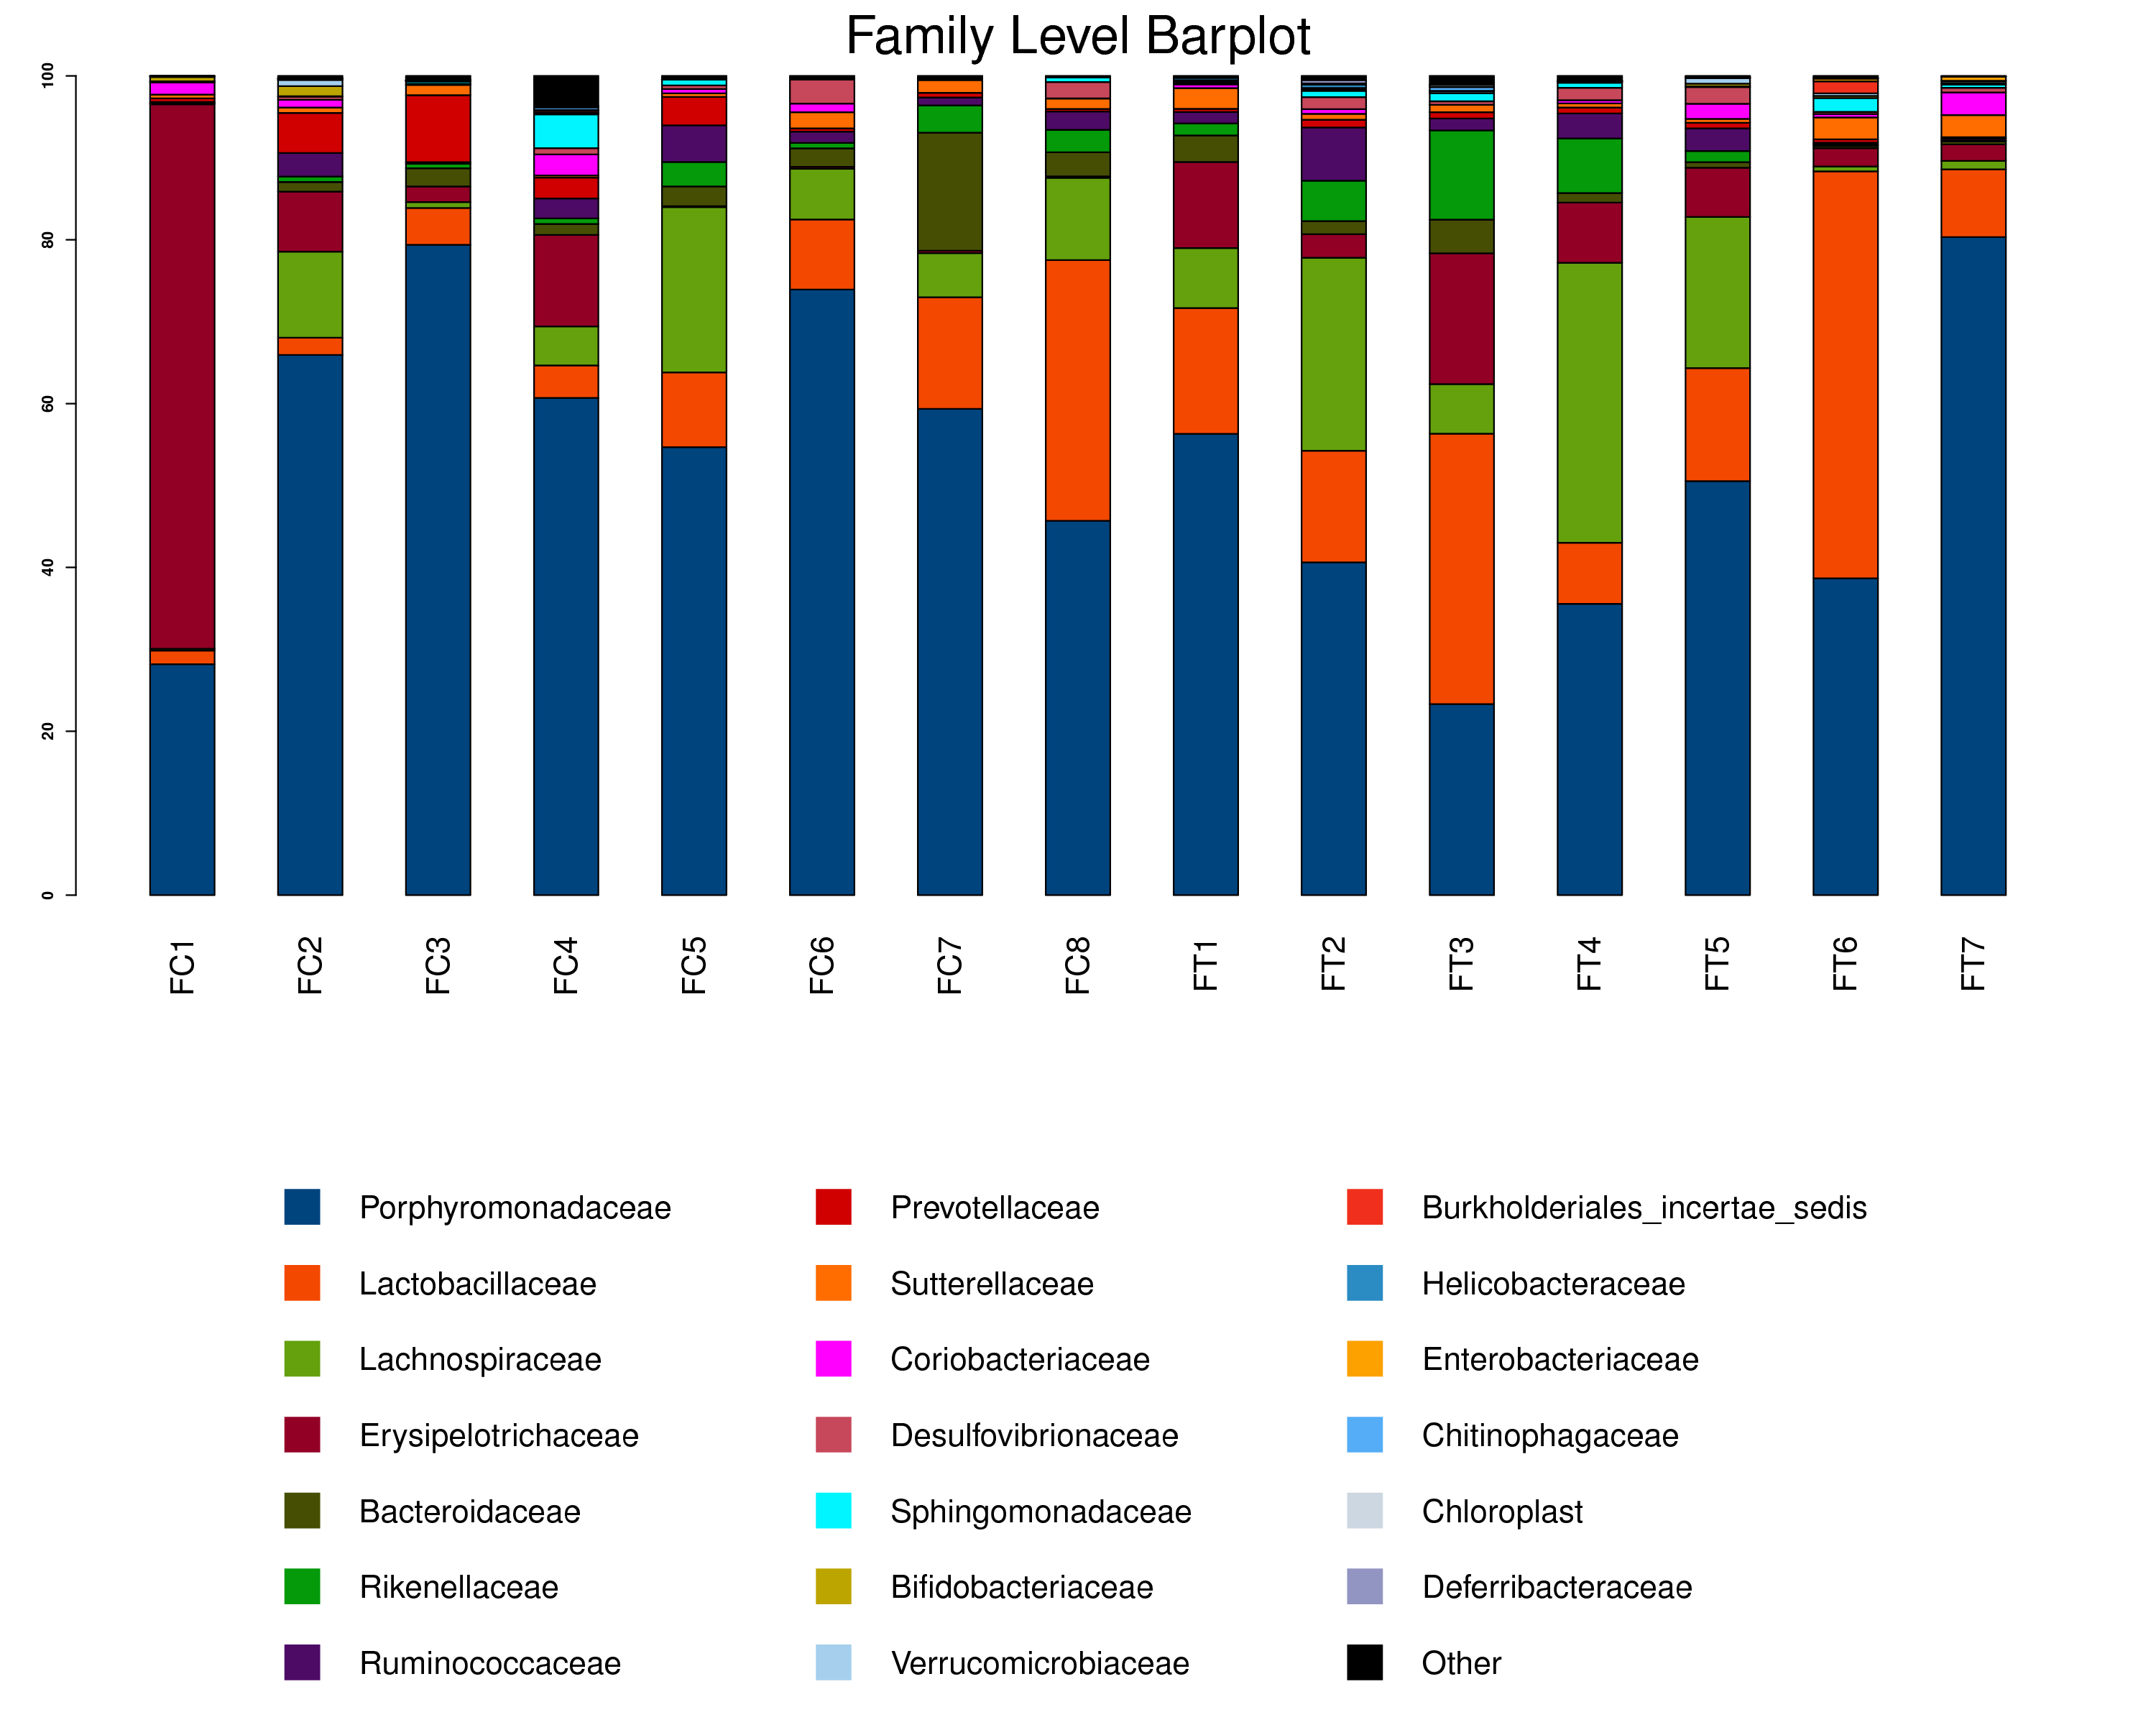 Family Level Barplot
100
80
60
40
20
0
FC1
FC2
FC3
FC4
FC5
FC6
FC7
FC8
FT1
FT2
FT3
FT4
FT5
FT6
FT7
Porphyromonadaceae
Lactobacillaceae
Lachnospiraceae
Erysipelotrichaceae
Bacteroidaceae
Rikenellaceae
Ruminococcaceae
Prevotellaceae
Sutterellaceae
Coriobacteriaceae
Desulfovibrionaceae
Sphingomonadaceae
Bifidobacteriaceae
Verrucomicrobiaceae
Burkholderiales_incertae_sedis
Helicobacteraceae
Enterobacteriaceae
Chitinophagaceae
Chloroplast
Deferribacteraceae
Other